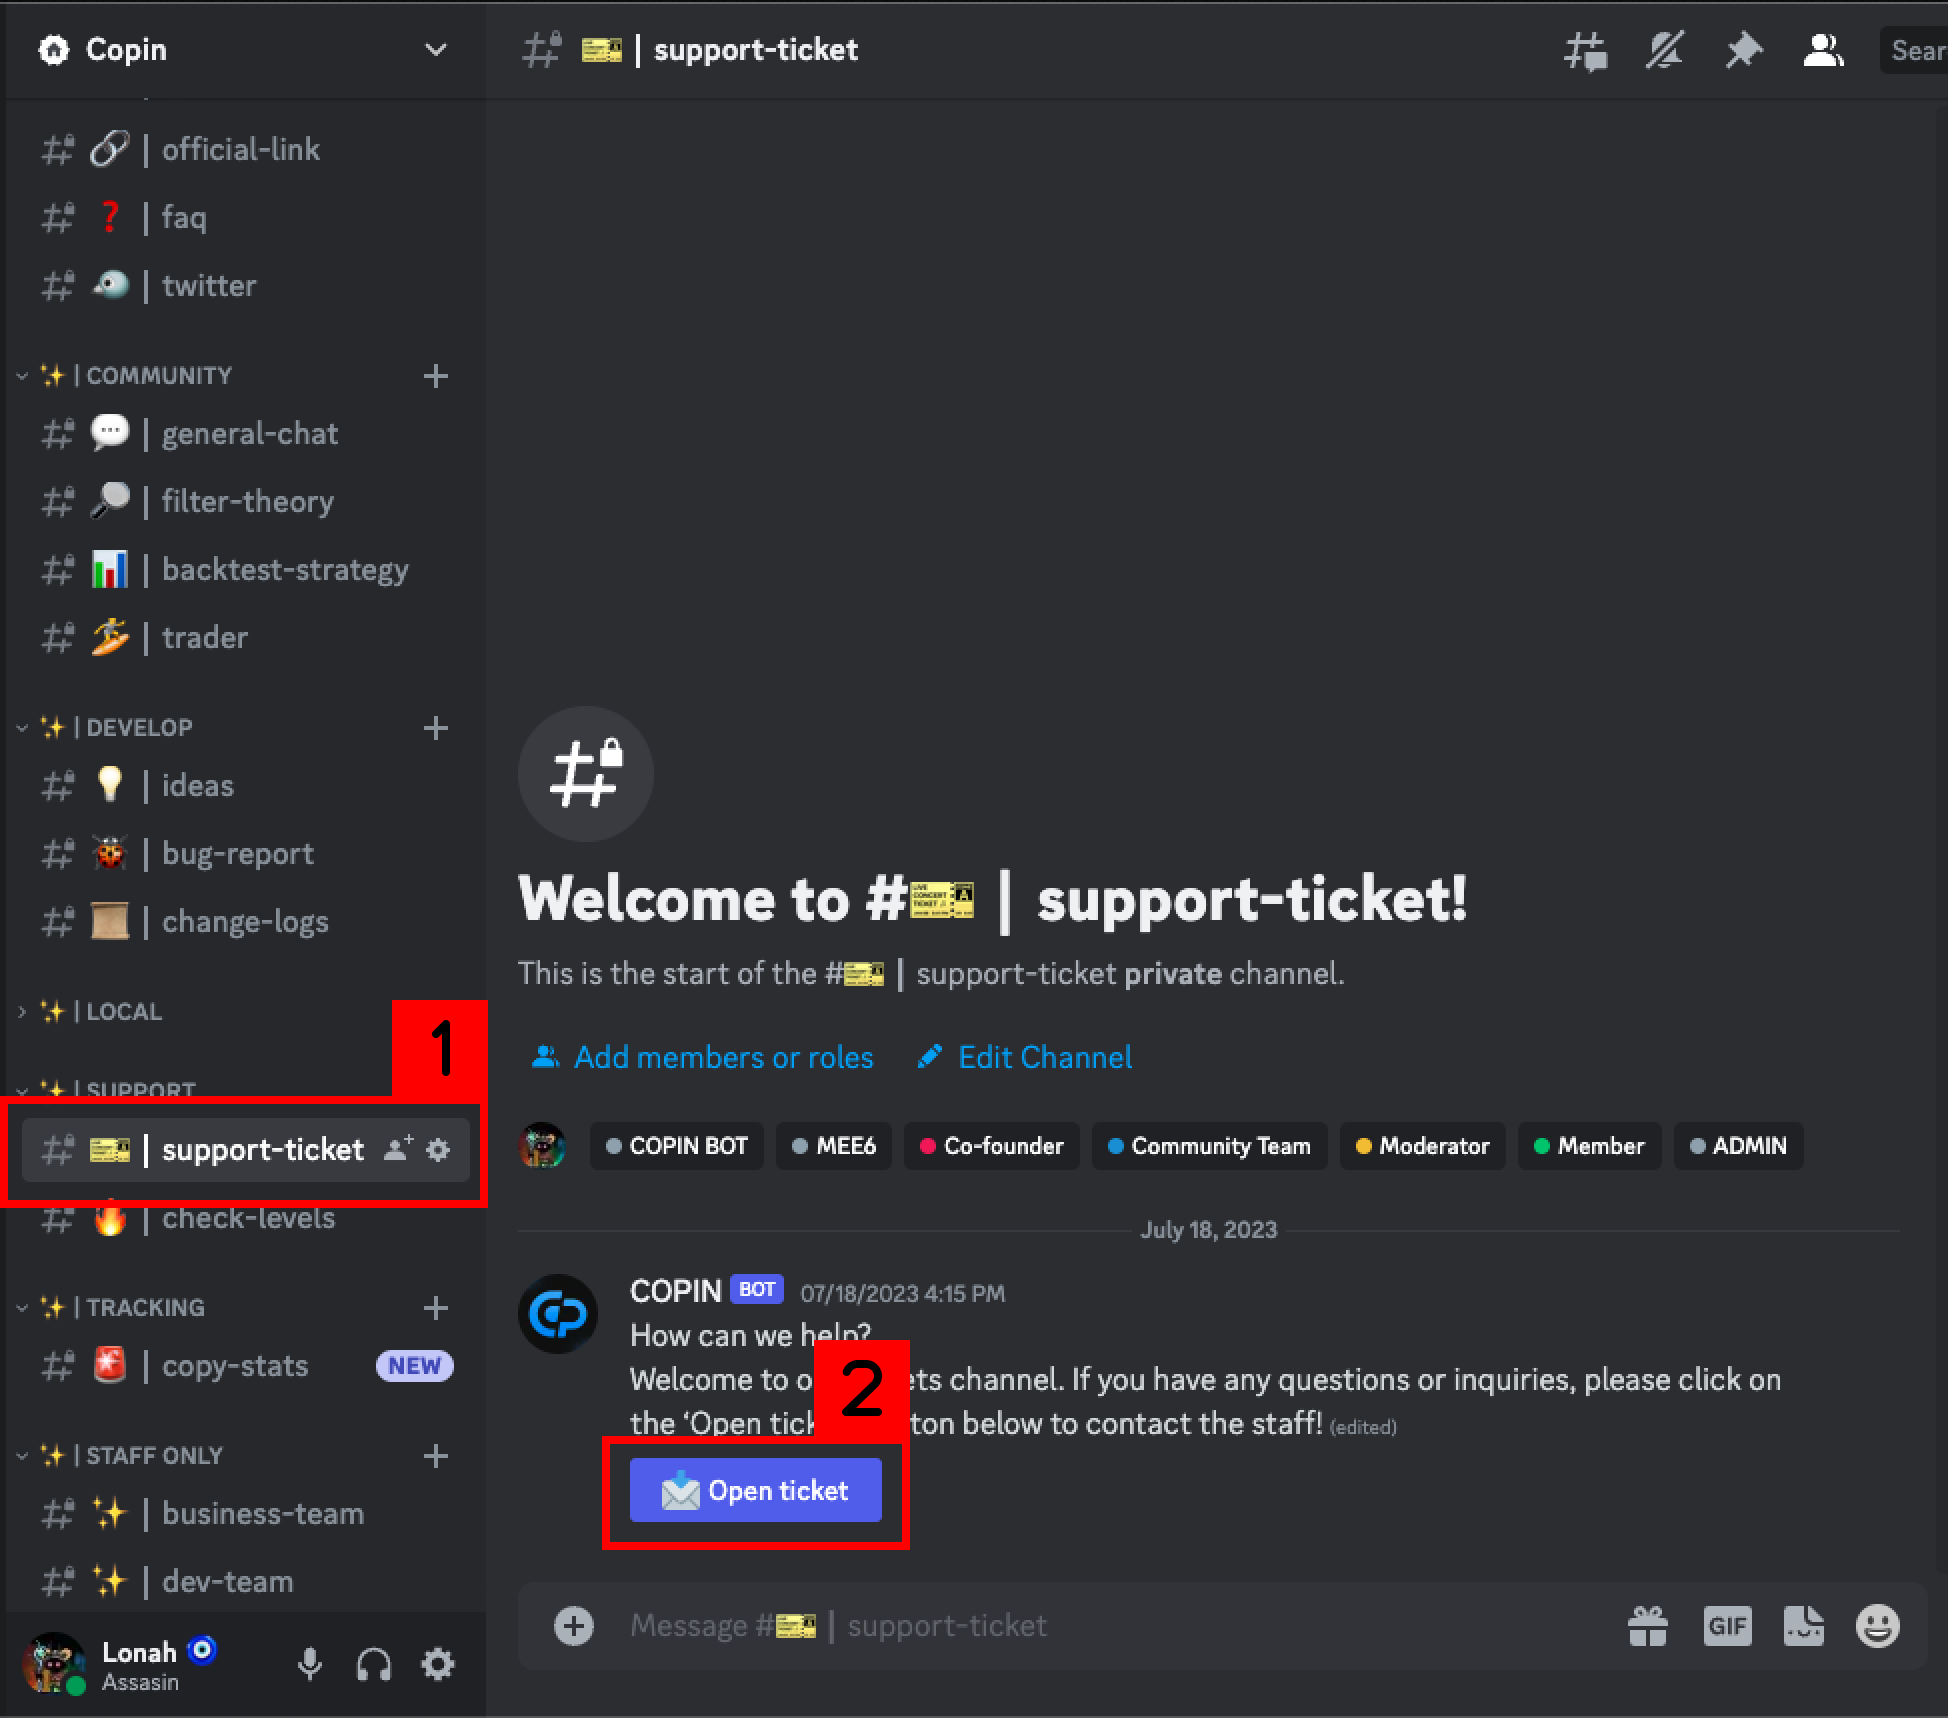 Copin
official-link
faq
twitter
| COMMUNITY
general-chat
filter-theory
backtest-strategy
trader
| DEVELOP
ideas
bug-report
change-logs
| LOCAL
1
| SUPPORT
| support-ticket
check-levels
| TRACKING
copy-stats NEW
| STAFF ONLY
business-team
dev-team
Lonah
Assasin
| support-ticket
Sear
Welcome to # | support-ticket!
This is the start of the # | support-ticket private channel.
Add members or roles Edit Channel
COPIN BOT MEE6 Co-founder Community Team Moderator Member ADMIN
July 18, 2023
COPIN BOT 07/18/2023 4:15 PM
How can we help?
2
Welcome to o ets channel. If you have any questions or inquiries, please click on
the ‘Open tick ton below to contact the staff! (edited)
Open ticket
Message # | support-ticket
GIF